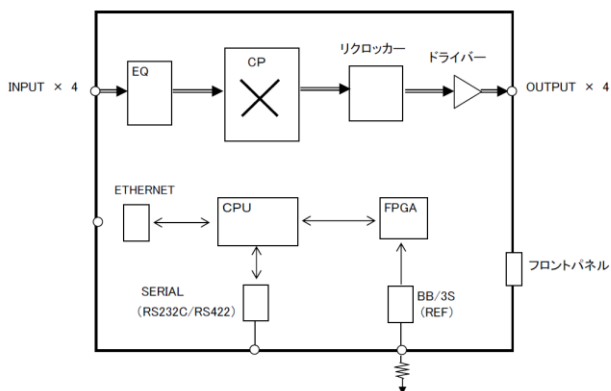 EQ
CP
リクロッカー
ドライバー
INPUT × 4
OUTPUT × 4
ETHERNET
CPU
FPGA
フロントパネル
SERIAL
（RS232C/RS422）
BB/3S
(REF)